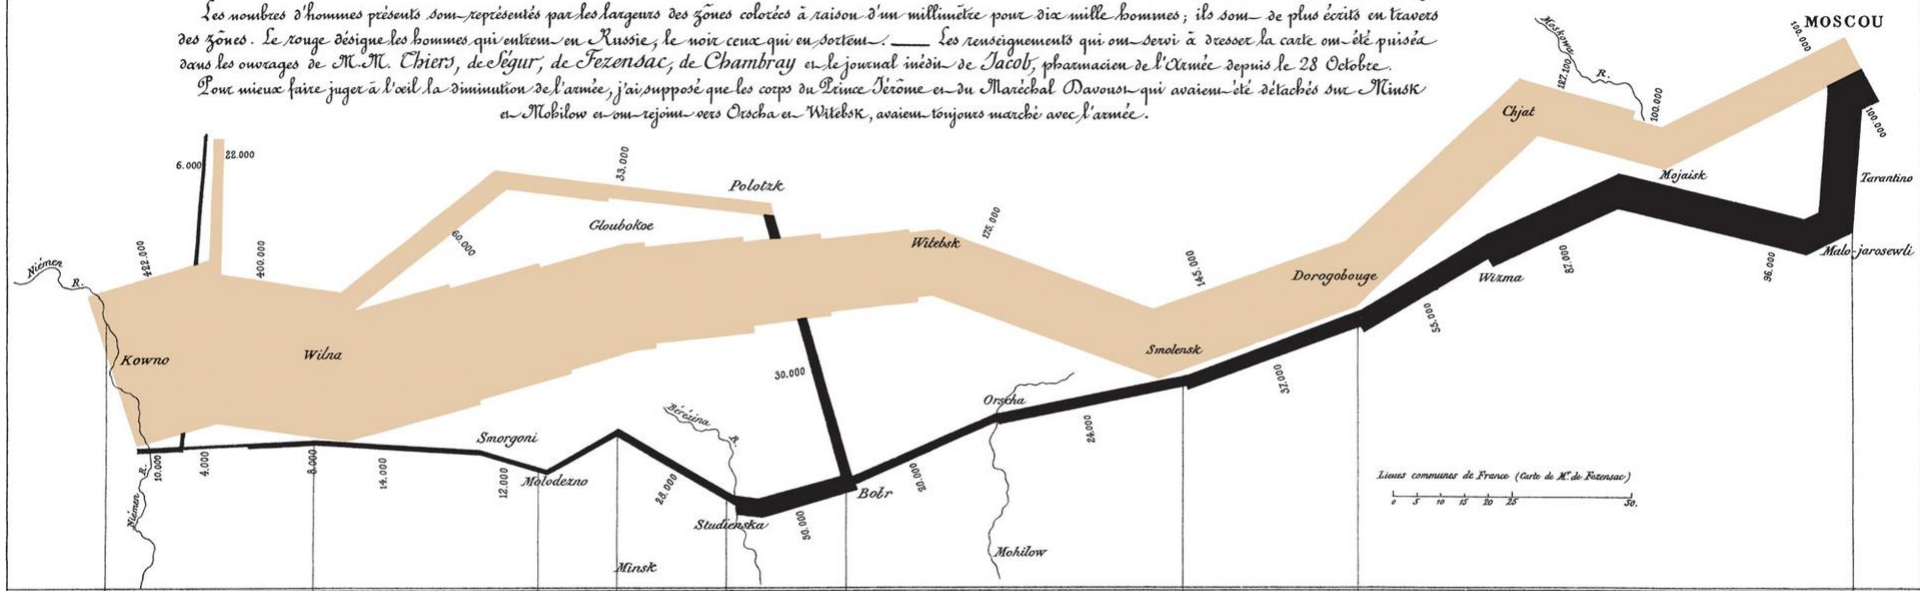 Les nombres d'hommes présents sont représentés par les largeurs des zônes colorées à raison d'un millimètre pour dix mille hommes; ils sont de plus écrits en travers
des zônes. Le rouge désigne les hommes qui entrent en Russie, le noir ceux qui en sortent. — Les renseignements qui ont servi à dresser la carte ont été puisés
dans les ouvrages de M.M. Thiers, de Ségur, de Fezensac, de Chambray et le journal inédit de Jacob, pharmacien de l'Armée depuis le 28 Octobre.
Pour mieux faire juger à l'œil la diminution de l'armée, j'ai supposé que les corps du Prince Jérôme et du Maréchal Davoust qui avaient été détachés sur Minsk
et Mohilow et ont rejoint vers Orscha et Witebsk, avaient toujours marché avec l'armée.
MOSCOU
100.000
Moskowa
R.
127.100
100.000
100.000
Chjat
Mojaisk
Tarantino
Malo-jarosewli
6.000
22.000
33.000
Polotzk
Gloubokoe
60.000
422.000
400.000
Niémen
R.
Witebsk
175.000
145.000
Dorogobouge
Wizma
87.000
96.000
55.000
Kowno
Wilna
Smolensk
30.000
37.000
Orscha
24.000
Bérézina
R.
Smorgoni
10.000
4.000
8.000
14.000
12.000
Molodezno
28.000
Studienska
50.000
Bobr
20.000
R.
Niémen
Minsk
Mohilow
Lieues communes de France (Carte de Mr. de Fezensac)
0 5 10 15 20 25 50.